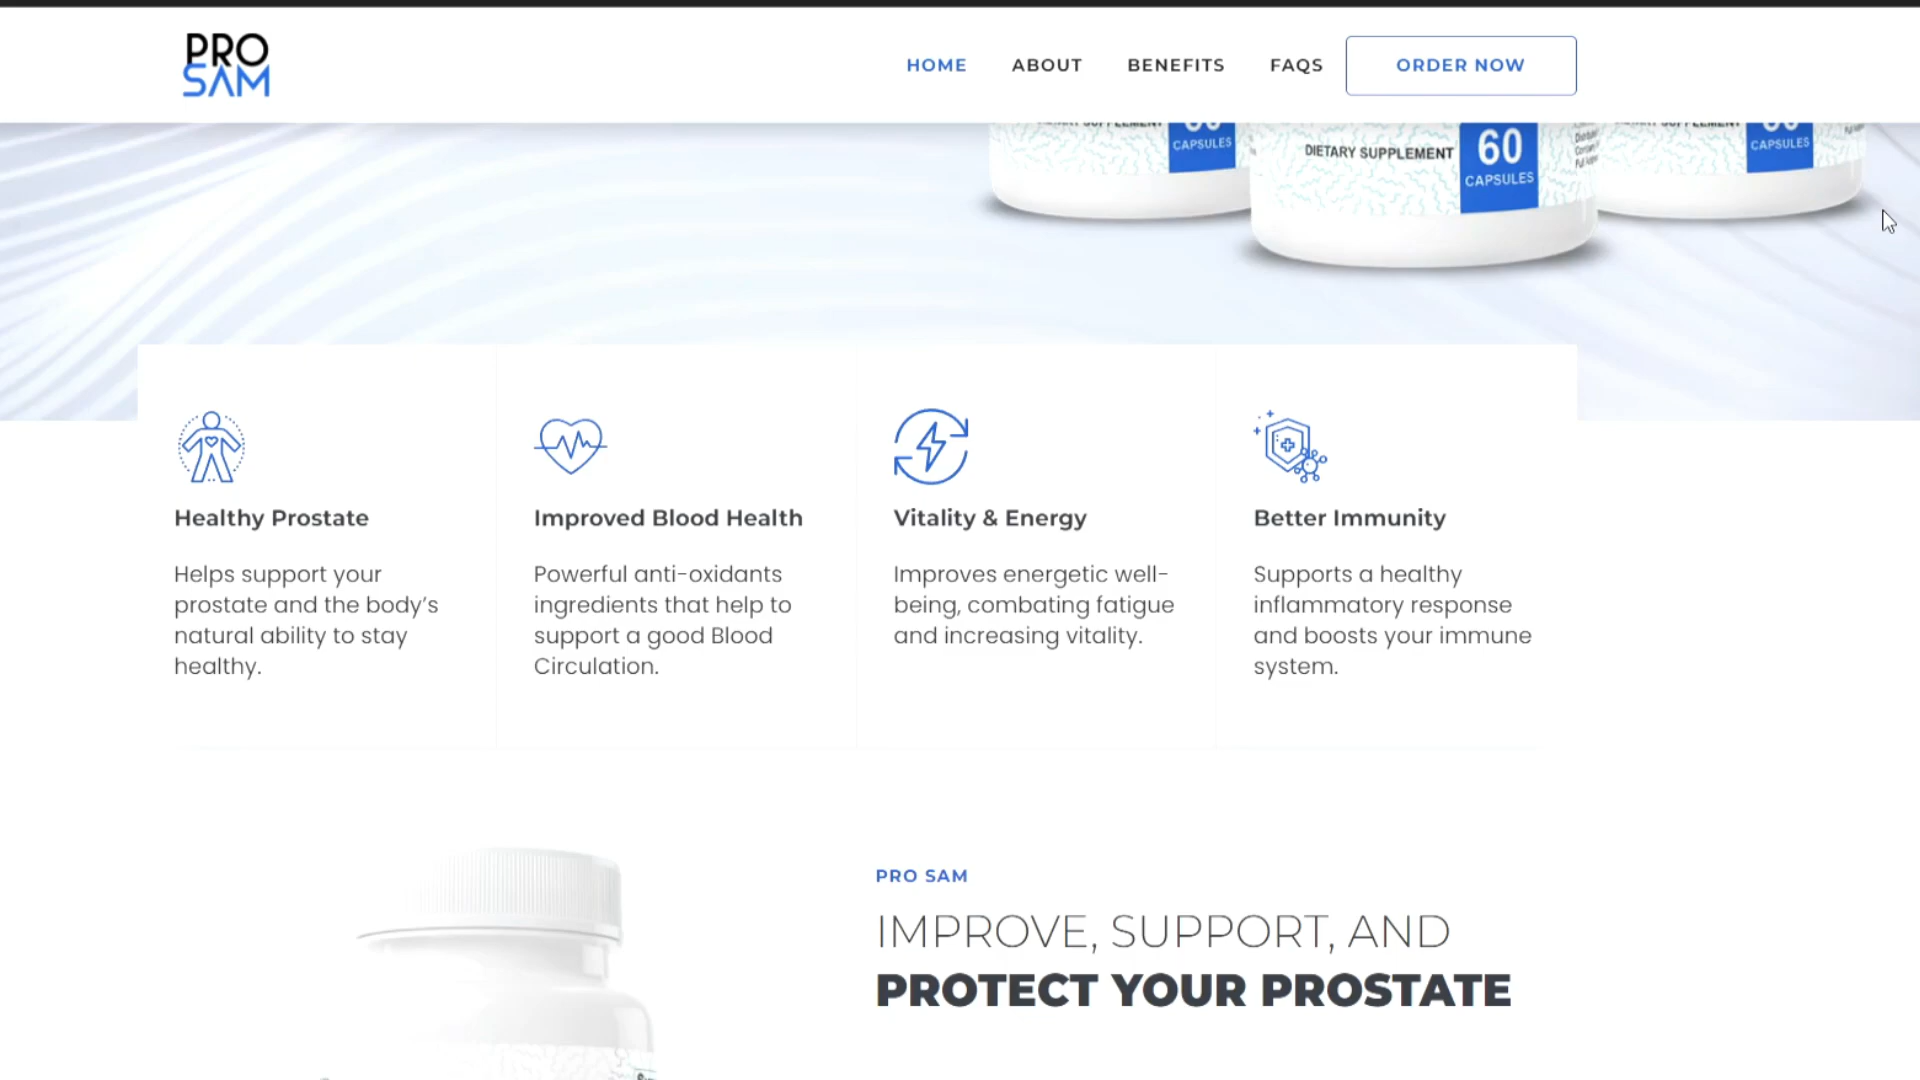 PRO
SAM
HOME
ABOUT
BENEFITS
FAQS
ORDER NOW
CAPSULES
DIETARY SUPPLEMENT
60
CAPSULES
CAPSULES
Healthy Prostate
Helps support your
prostate and the body’s
natural ability to stay
healthy.
Improved Blood Health
Powerful anti-oxidants
ingredients that help to
support a good Blood
Circulation.
Vitality & Energy
Improves energetic well-
being, combating fatigue
and increasing vitality.
Better Immunity
Supports a healthy
inflammatory response
and boosts your immune
system.
PRO SAM
IMPROVE, SUPPORT, AND
PROTECT YOUR PROSTATE